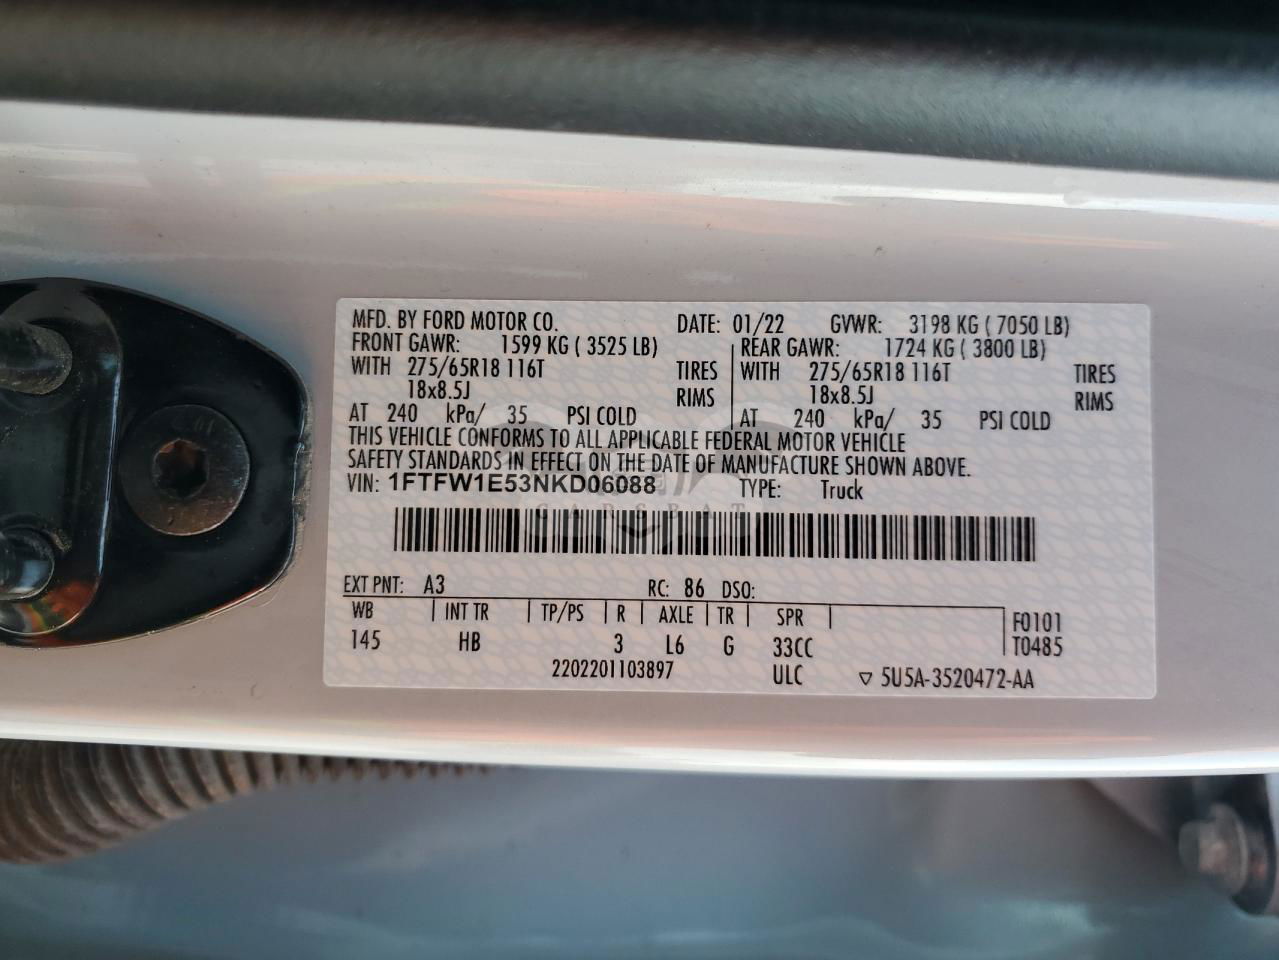 MFD. BY FORD MOTOR CO. DATE: 01/22 GVWR: 3198 KG ( 7050 LB)
FRONT GAWR: 1599 KG ( 3525 LB) REAR GAWR: 1724 KG ( 3800 LB)
WITH 275/65R18 116T TIRES WITH 275/65R18 116T TIRES
18x8.5J RIMS 18x8.5J RIMS
AT 240 kPa/ 35 PSI COLD AT 240 kPa/ 35 PSI COLD
THIS VEHICLE CONFORMS TO ALL APPLICABLE FEDERAL MOTOR VEHICLE
SAFETY STANDARDS IN EFFECT ON THE DATE OF MANUFACTURE SHOWN ABOVE.
VIN: 1FTFW1E53NKD06088 TYPE: Truck
CARSBAT
EXT PNT: A3 RC: 86 DSO:
WB INT TR TP/PS R AXLE TR SPR F0101
145 HB 3 L6 G 33CC T0485
2202201103897 ULC ▽ 5U5A-3520472-AA